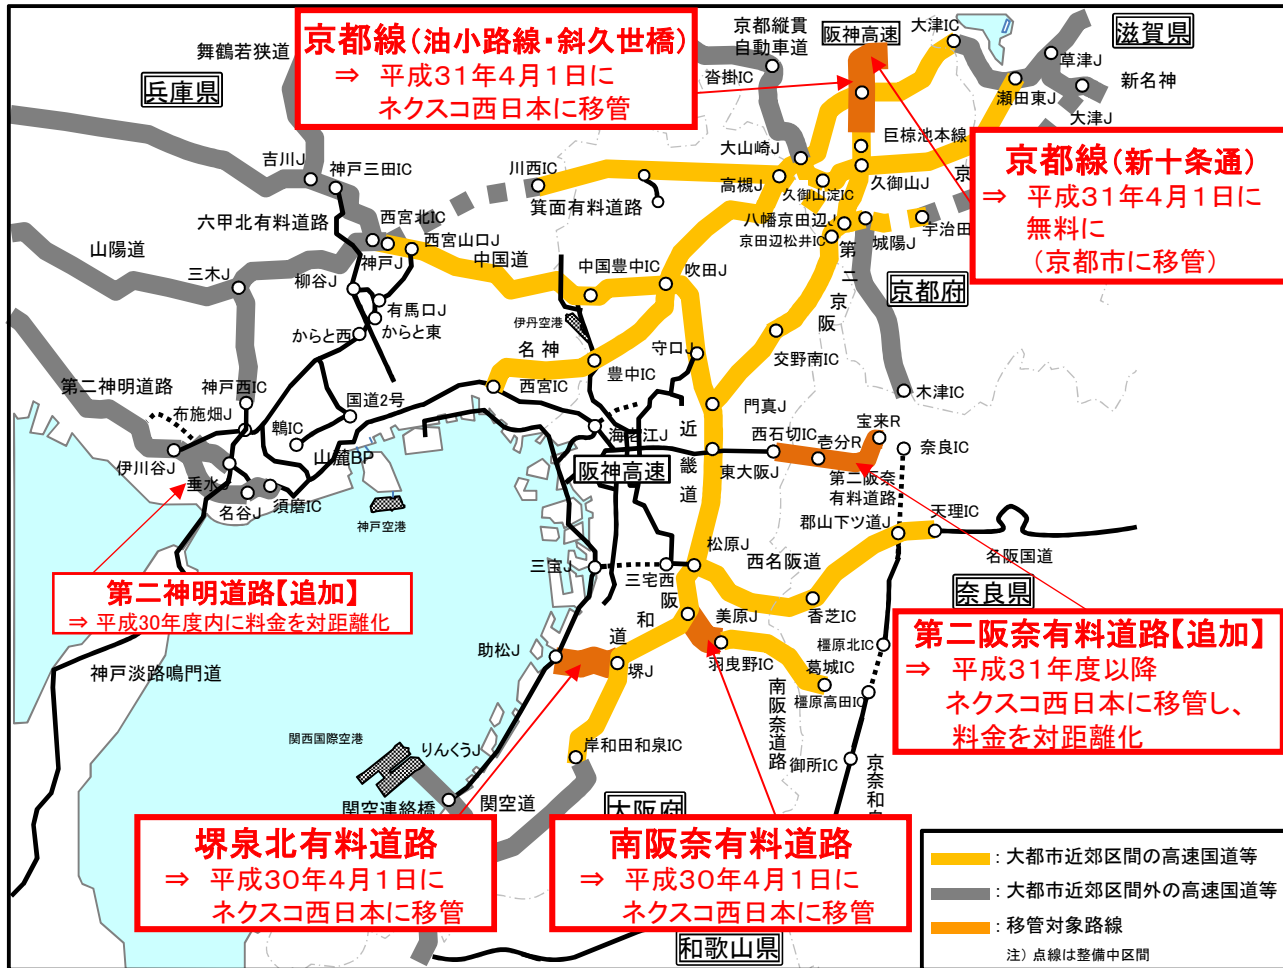 京都線(油小路線・斜久世橋)
⇒ 平成31年4月1日に
ネクスコ西日本に移管
京都縦貫
自動車道
阪神高速
大津IC
滋賀県
草津J
新名神
瀬田東J
大津J
舞鶴若狭道
兵庫県
沓掛IC
巨椋池本線
大山崎J
京都線(新十条通)
⇒ 平成31年4月1日に
無料に
(京都市に移管)
吉川J
神戸三田IC
川西IC
高槻J
久御山淀IC
久御山J
京
六甲北有料道路
西宮北IC
箕面有料道路
八幡京田辺J
京田辺松井IC
城陽J
宇治田
山陽道
西宮山口J
神戸J
中国道
中国豊中IC
吹田J
第二京阪
京都府
三木J
柳谷J
有馬口J
からと東
からと西
伊丹空港
名神
守口J
交野南IC
第二神明道路
神戸西IC
国道2号
西宮IC
豊中IC
門真J
木津IC
布施畑J
鵯IC
海老江J
近畿道
西石切IC
宝来R
壱分R
奈良IC
伊川谷J
山麓BP
阪神高速
東大阪J
第二阪奈
有料道路
垂水J
名谷J
須磨IC
神戸空港
郡山下ツ道J
天理IC
松原J
西名阪道
名阪国道
三宝J
三宅西
第二神明道路【追加】
⇒ 平成30年度内に料金を対距離化
阪和道
美原J
香芝IC
奈良県
第二阪奈有料道路【追加】
⇒ 平成31年度以降
ネクスコ西日本に移管し、
料金を対距離化
神戸淡路鳴門道
助松J
堺J
羽曳野IC
葛城IC
橿原北IC
橿原高田IC
南阪奈道路
関西国際空港
りんくうJ
岸和田和泉IC
御所IC
京奈和自
関空連絡橋
関空道
大阪府
堺泉北有料道路
⇒ 平成30年4月1日に
ネクスコ西日本に移管
南阪奈有料道路
⇒ 平成30年4月1日に
ネクスコ西日本に移管
和歌山県
:大都市近郊区間の高速国道等
:大都市近郊区間外の高速国道等
:移管対象路線
注)点線は整備中区間